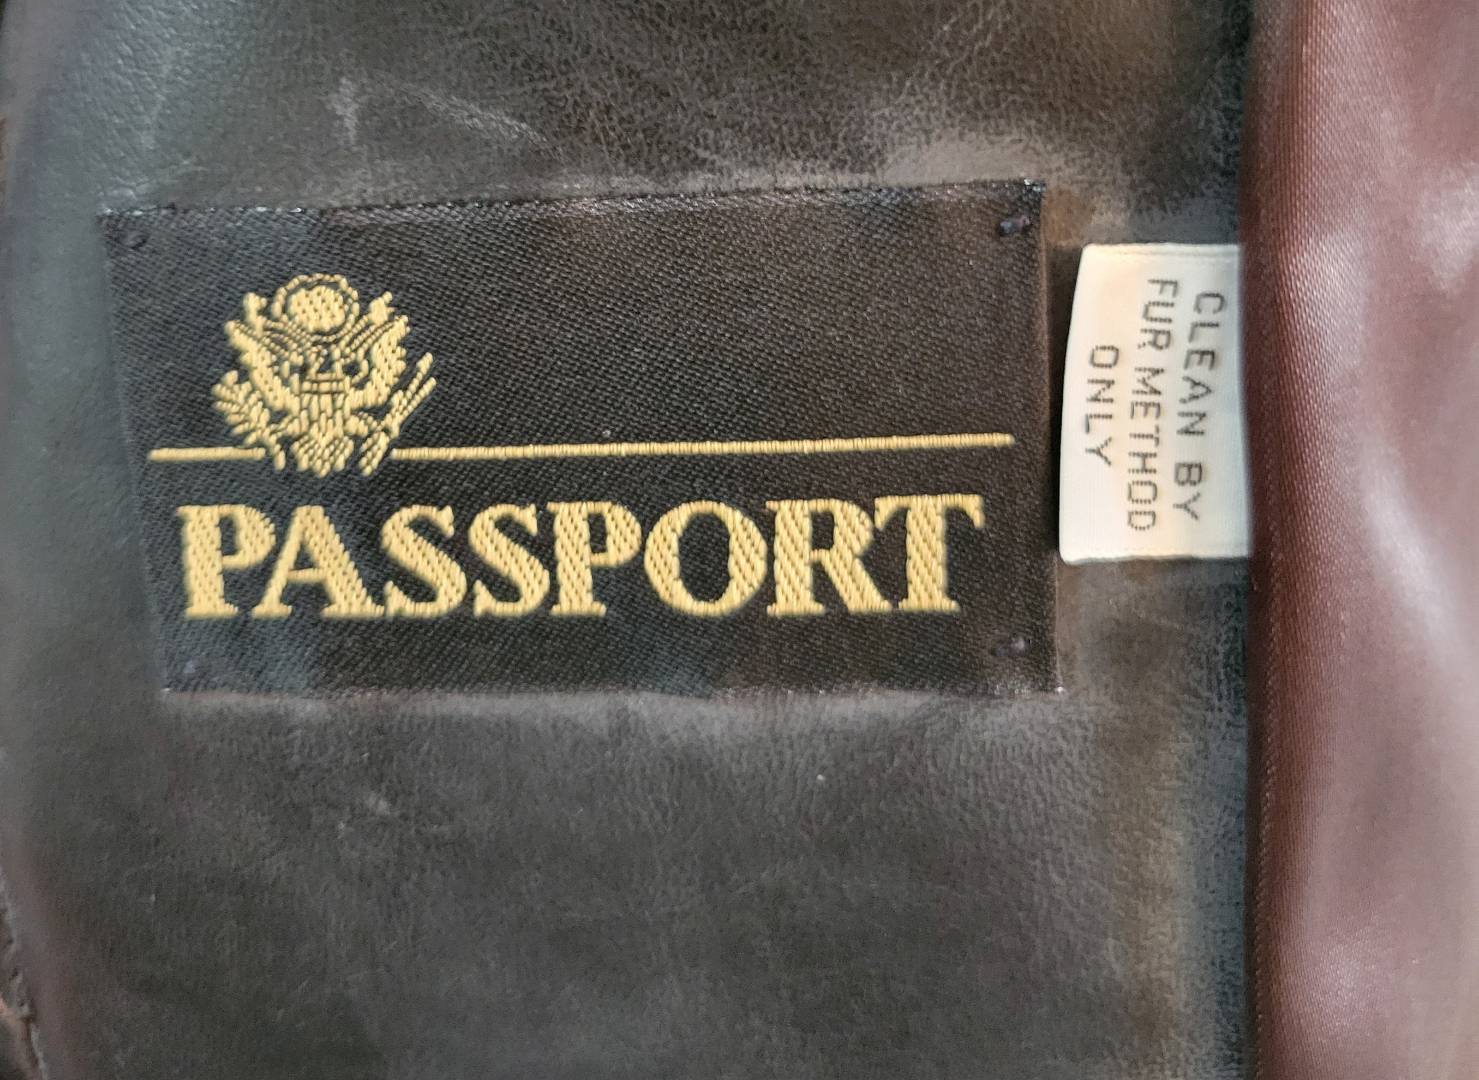 PASSPORT
CLEAN BY
FUR METHOD
ONLY